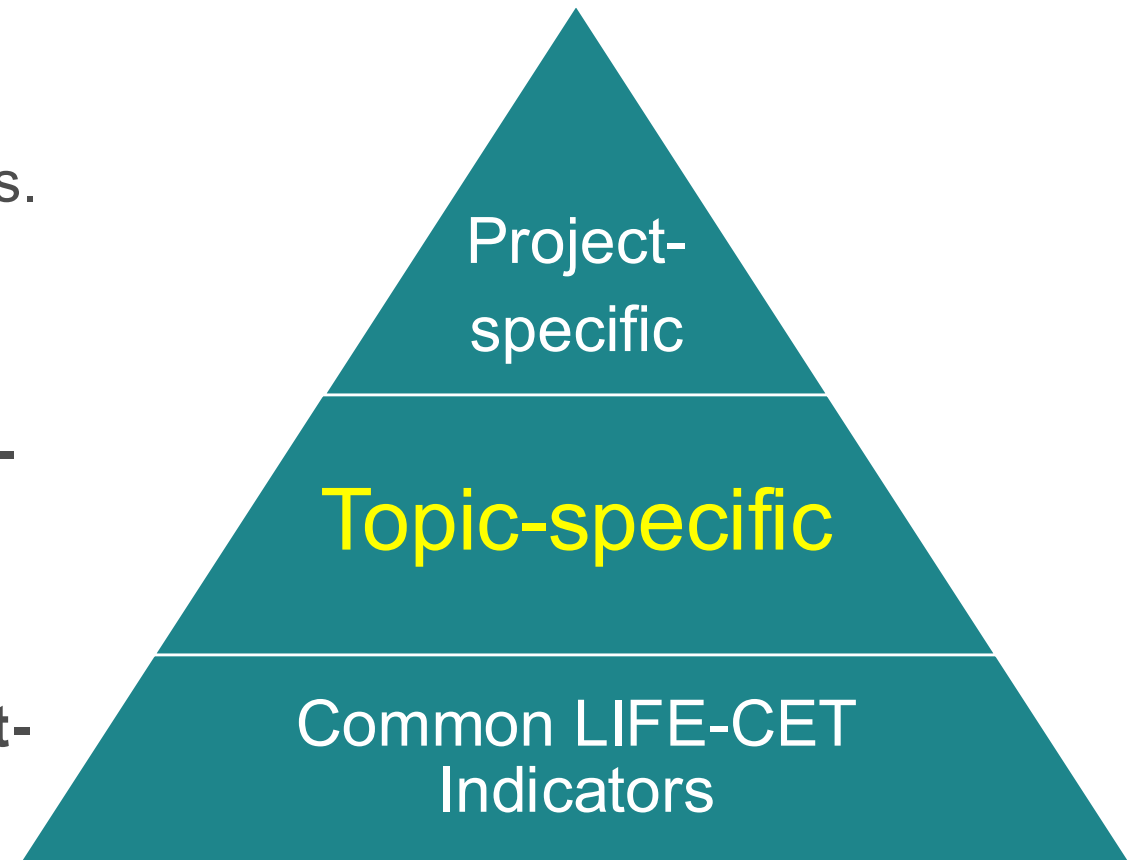 s.
Project-
specific
-
Topic-specific
t-
Common LIFE-CET
Indicators